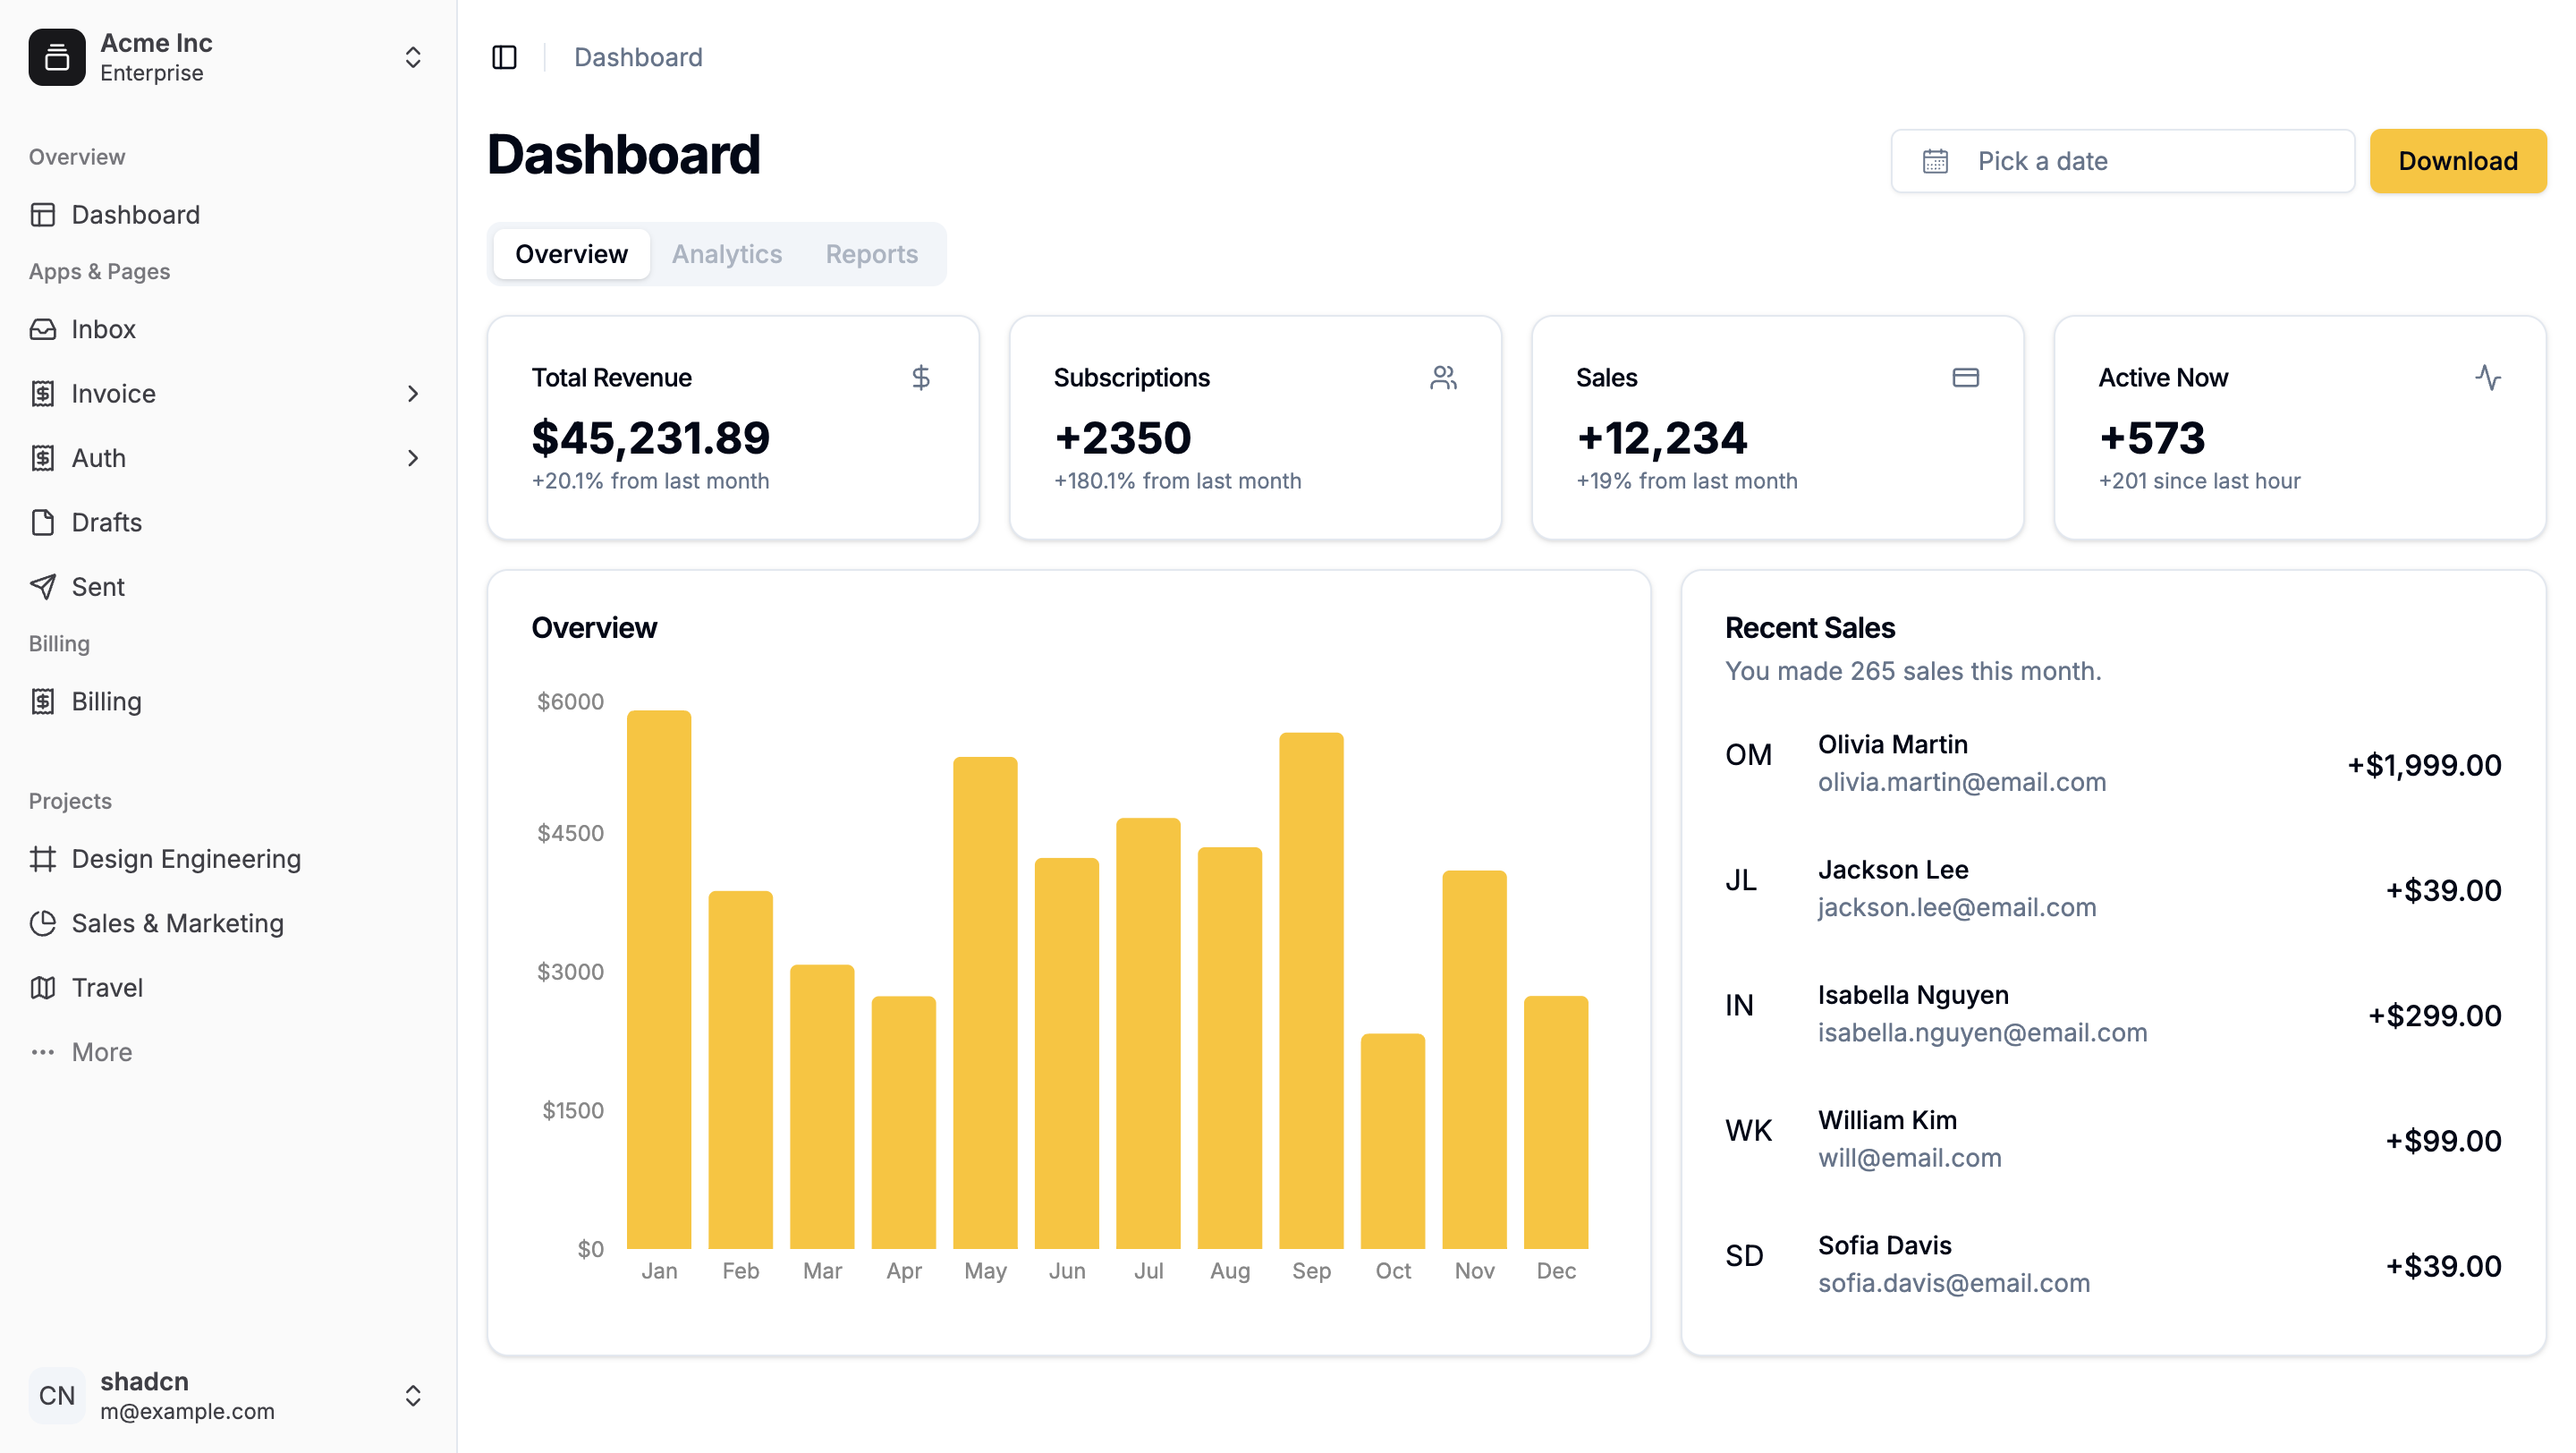 Acme Inc
Enterprise
Overview
Dashboard
Apps & Pages
Inbox
Invoice
Auth
Drafts
Sent
Billing
Billing
Projects
Design Engineering
Sales & Marketing
Travel
More
CN
shadcn
m@example.com
Dashboard
Dashboard
Pick a date
Download
Overview Analytics Reports
Total Revenue
$45,231.89
+20.1% from last month
Subscriptions
+2350
+180.1% from last month
Sales
+12,234
+19% from last month
Active Now
+573
+201 since last hour
Overview
$6000
$4500
$3000
$1500
$0
Jan Feb Mar Apr May Jun Jul Aug Sep Oct Nov Dec
Recent Sales
You made 265 sales this month.
OM
Olivia Martin
olivia.martin@email.com
+$1,999.00
JL
Jackson Lee
jackson.lee@email.com
+$39.00
IN
Isabella Nguyen
isabella.nguyen@email.com
+$299.00
WK
William Kim
will@email.com
+$99.00
SD
Sofia Davis
sofia.davis@email.com
+$39.00